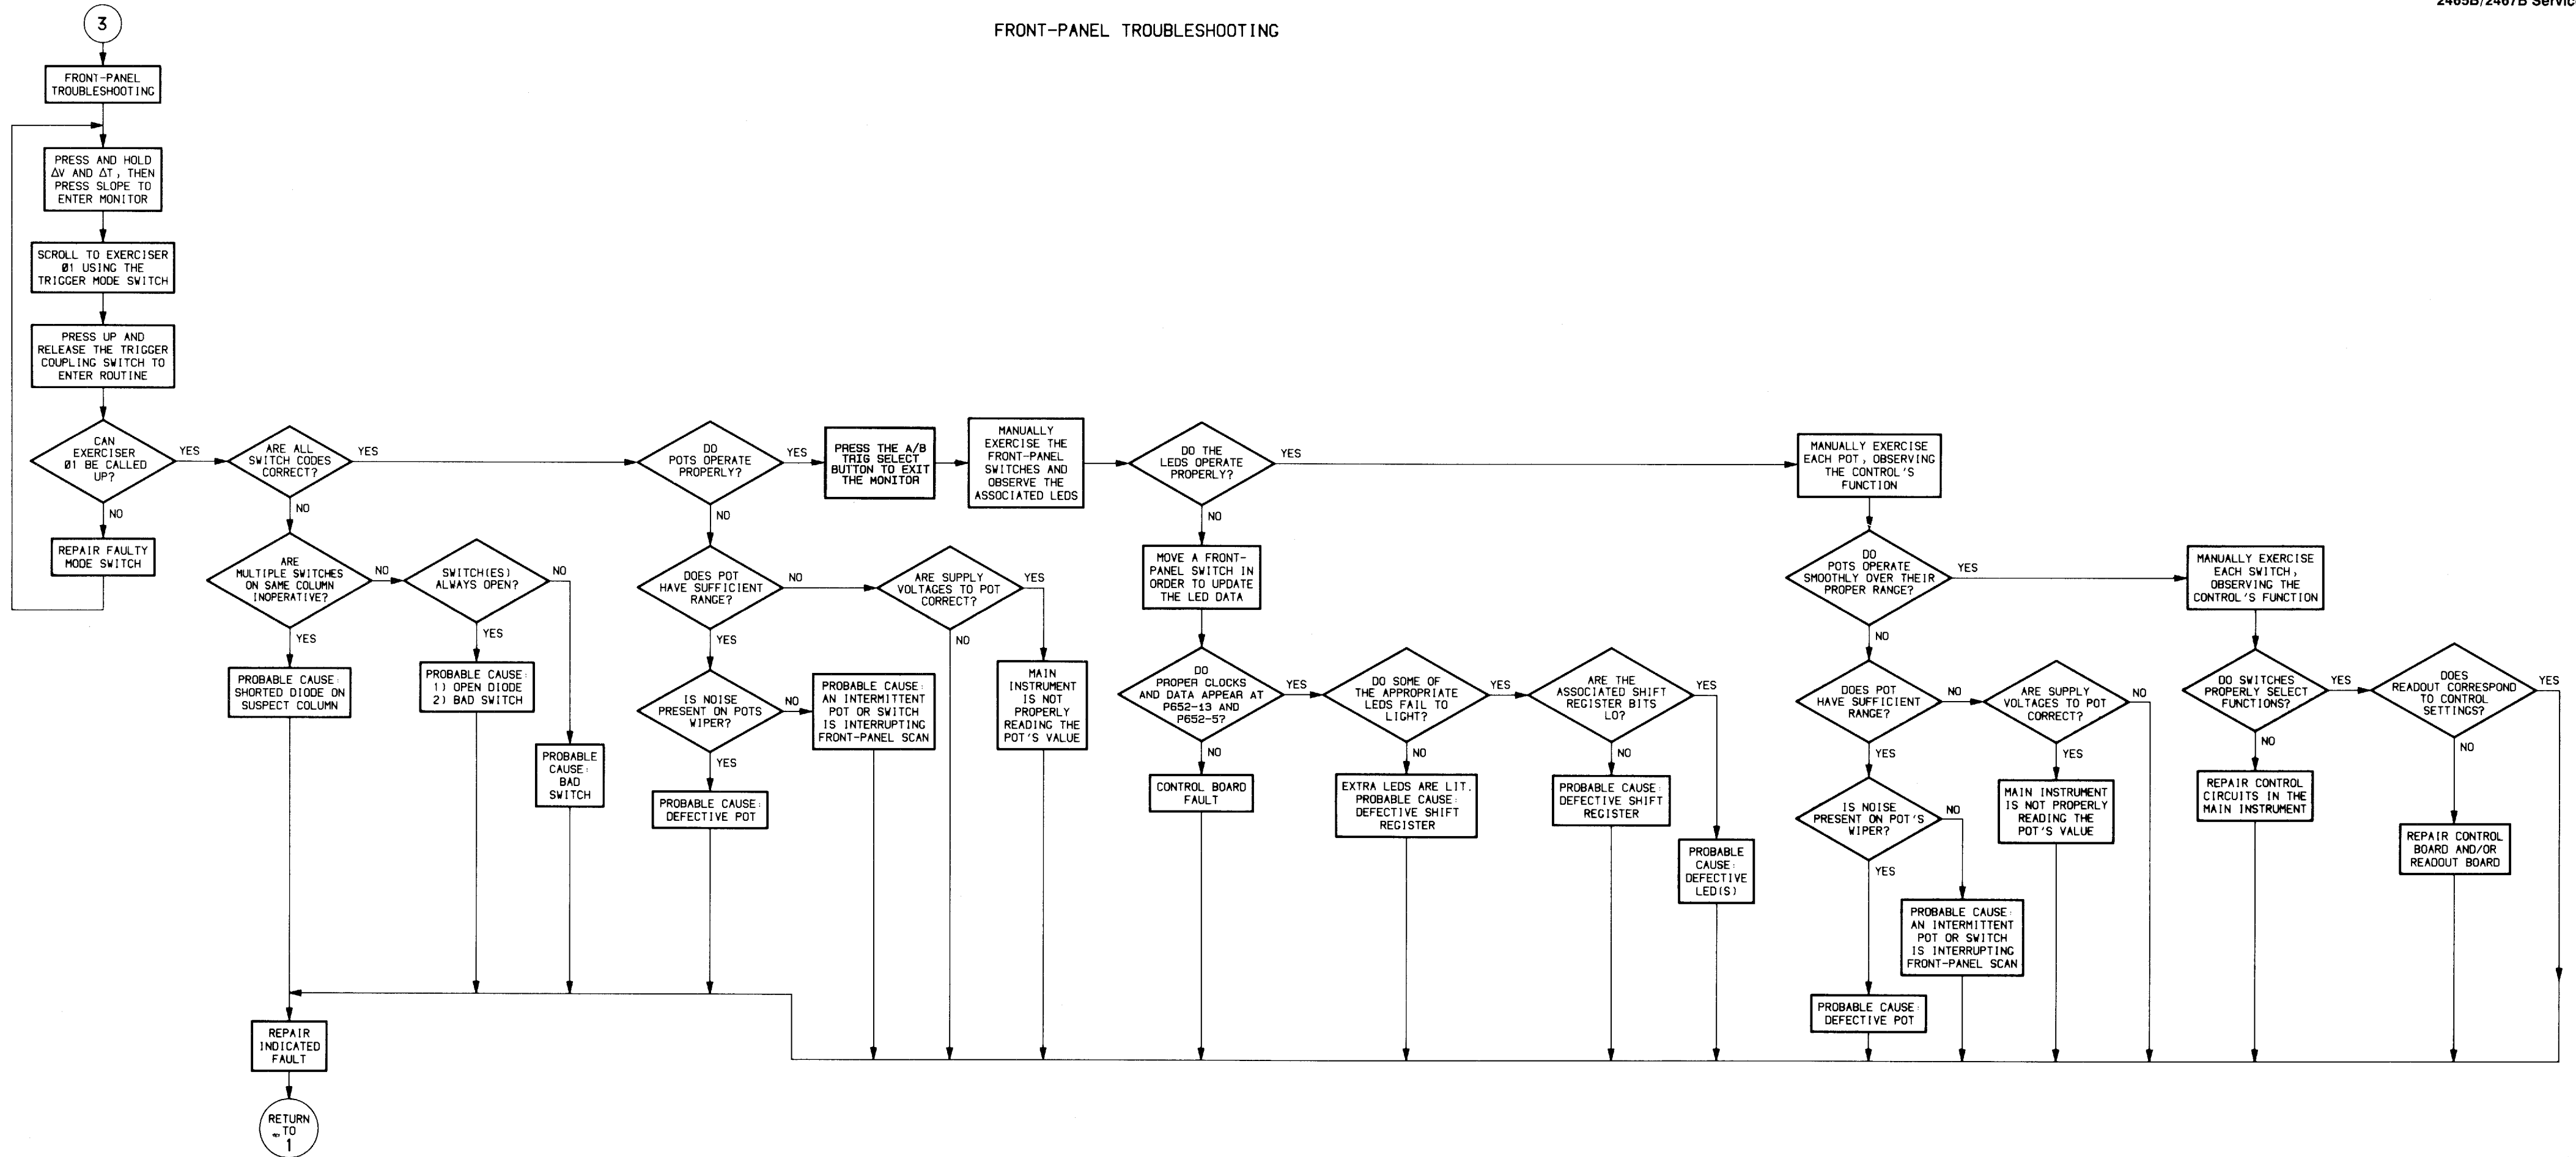 2465B/2467B Servic
FRONT-PANEL TROUBLESHOOTING
3
FRONT-PANEL
TROUBLESHOOTING
PRESS AND HOLD
ΔV AND ΔT, THEN
PRESS SLOPE TO
ENTER MONITOR
SCROLL TO EXERCISER
Ø1 USING THE
TRIGGER MODE SWITCH
PRESS UP AND
RELEASE THE TRIGGER
COUPLING SWITCH TO
ENTER ROUTINE
CAN
EXERCISER
Ø1 BE CALLED
UP?
YES
NO
REPAIR FAULTY
MODE SWITCH
ARE ALL
SWITCH CODES
CORRECT?
YES
NO
ARE
MULTIPLE SWITCHES
ON SAME COLUMN
INOPERATIVE?
NO
YES
PROBABLE CAUSE:
SHORTED DIODE ON
SUSPECT COLUMN
SWITCH(ES)
ALWAYS OPEN?
NO
YES
PROBABLE CAUSE:
1) OPEN DIODE
2) BAD SWITCH
PROBABLE
CAUSE:
BAD
SWITCH
DO
POTS OPERATE
PROPERLY?
YES
NO
DOES POT
HAVE SUFFICIENT
RANGE?
NO
YES
IS NOISE
PRESENT ON POTS
WIPER?
NO
YES
PROBABLE CAUSE:
DEFECTIVE POT
PROBABLE CAUSE:
AN INTERMITTENT
POT OR SWITCH
IS INTERRUPTING
FRONT-PANEL SCAN
ARE SUPPLY
VOLTAGES TO POT
CORRECT?
YES
NO
MAIN
INSTRUMENT
IS NOT
PROPERLY
READING THE
POT'S VALUE
PRESS THE A/B
TRIG SELECT
BUTTON TO EXIT
THE MONITOR
MANUALLY
EXERCISE THE
FRONT-PANEL
SWITCHES AND
OBSERVE THE
ASSOCIATED LEDS
DO THE
LEDS OPERATE
PROPERLY?
YES
NO
MOVE A FRONT-
PANEL SWITCH IN
ORDER TO UPDATE
THE LED DATA
DO
PROPER CLOCKS
AND DATA APPEAR AT
P652-13 AND
P652-5?
YES
NO
CONTROL BOARD
FAULT
DO SOME OF
THE APPROPRIATE
LEDS FAIL TO
LIGHT?
YES
NO
EXTRA LEDS ARE LIT.
PROBABLE CAUSE:
DEFECTIVE SHIFT
REGISTER
ARE THE
ASSOCIATED SHIFT
REGISTER BITS
LO?
YES
NO
PROBABLE CAUSE:
DEFECTIVE SHIFT
REGISTER
PROBABLE
CAUSE:
DEFECTIVE
LED(S)
MANUALLY EXERCISE
EACH POT, OBSERVING
THE CONTROL'S
FUNCTION
DO
POTS OPERATE
SMOOTHLY OVER THEIR
PROPER RANGE?
YES
NO
DOES POT
HAVE SUFFICIENT
RANGE?
NO
YES
IS NOISE
PRESENT ON POT'S
WIPER?
NO
YES
PROBABLE CAUSE:
DEFECTIVE POT
PROBABLE CAUSE:
AN INTERMITTENT
POT OR SWITCH
IS INTERRUPTING
FRONT-PANEL SCAN
ARE SUPPLY
VOLTAGES TO POT
CORRECT?
NO
YES
MAIN INSTRUMENT
IS NOT PROPERLY
READING THE
POT'S VALUE
MANUALLY EXERCISE
EACH SWITCH,
OBSERVING THE
CONTROL'S FUNCTION
DO SWITCHES
PROPERLY SELECT
FUNCTIONS?
YES
NO
REPAIR CONTROL
CIRCUITS IN THE
MAIN INSTRUMENT
DOES
READOUT CORRESPOND
TO CONTROL
SETTINGS?
YES
NO
REPAIR CONTROL
BOARD AND/OR
READOUT BOARD
REPAIR
INDICATED
FAULT
RETURN
TO
1